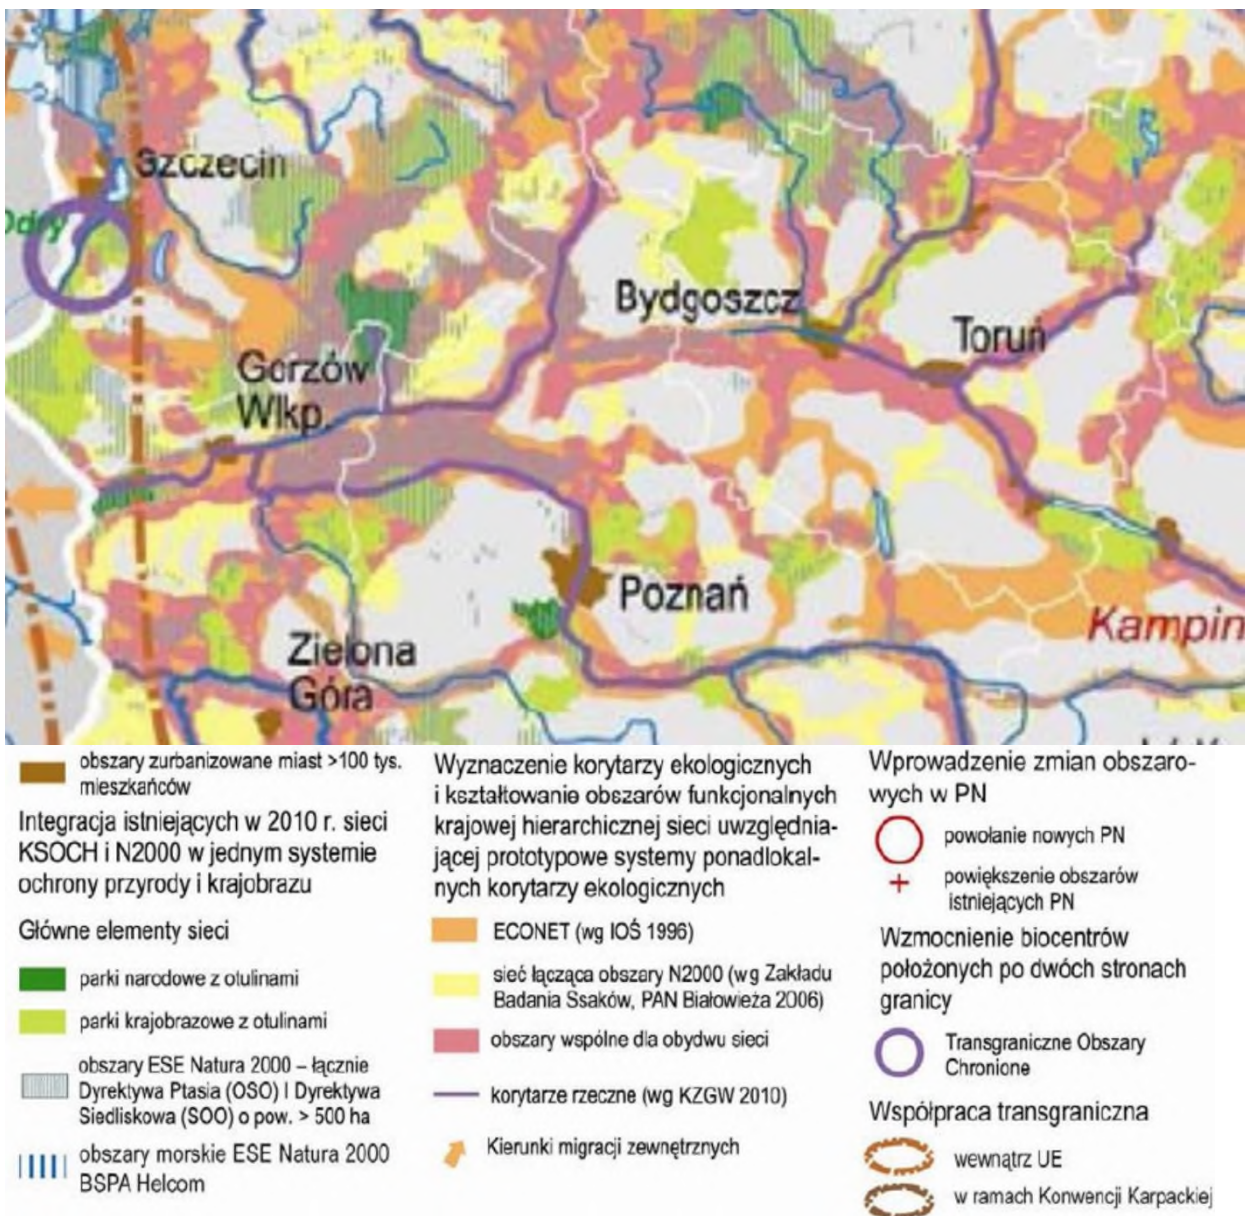 Szczecin
Odry
Bydgoszcz
Toruń
Gorzów
Wlkp.
Poznań
Kampin
Zielona
Góra
obszary zurbanizowane miast >100 tys.
mieszkańców
Integracja istniejących w 2010 r. sieci
KSOCH i N2000 w jednym systemie
ochrony przyrody i krajobrazu
Główne elementy sieci
parki narodowe z otulinami
parki krajobrazowe z otulinami
obszary ESE Natura 2000 – łącznie
Dyrektywa Ptasia (OSO) I Dyrektywa
Siedliskowa (SOO) o pow. > 500 ha
obszary morskie ESE Natura 2000
BSPA Helcom
Wyznaczenie korytarzy ekologicznych
i kształtowanie obszarów funkcjonalnych
krajowej hierarchicznej sieci uwzględnia-
jącej prototypowe systemy ponadlokal-
nych korytarzy ekologicznych
ECONET (wg IOŚ 1996)
sieć łącząca obszary N2000 (wg Zakładu
Badania Ssaków, PAN Białowieża 2006)
obszary wspólne dla obydwu sieci
korytarze rzeczne (wg KZGW 2010)
Kierunki migracji zewnętrznych
Wprowadzenie zmian obszaro-
wych w PN
powołanie nowych PN
powiększenie obszarów
istniejących PN
Wzmocnienie biocentrów
położonych po dwóch stronach
granicy
Transgraniczne Obszary
Chronione
Współpraca transgraniczna
wewnątrz UE
w ramach Konwencji Karpackiej